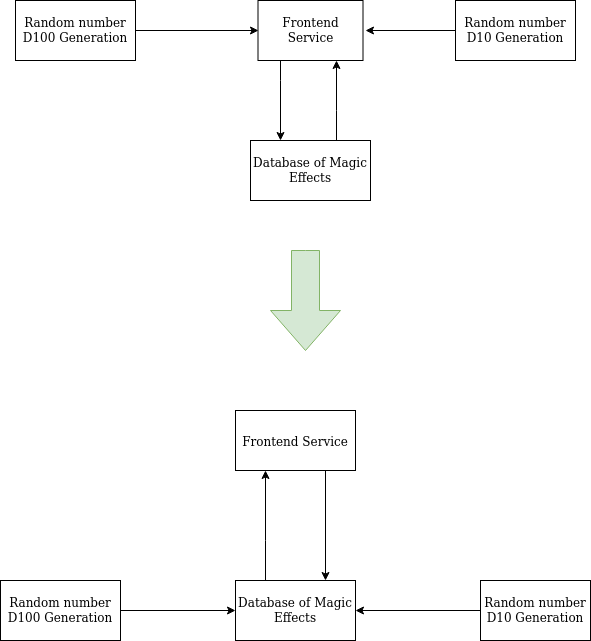 Random number
D100 Generation
Frontend
Service
Random number
D10 Generation
Database of Magic
Effects
Frontend Service
Random number
D100 Generation
Database of Magic
Effects
Random number
D10 Generation